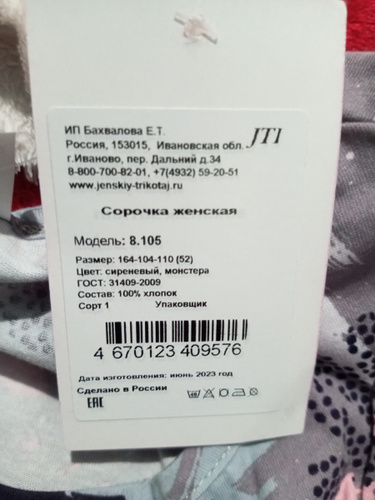 ИП Бахвалова Е.Т.
Россия, 153015, Ивановская обл.
JTI
г.Иваново, пер. Дальний д.34
8-800-700-82-01, +7(4932) 59-20-51
www.jenskiy-trikotaj.ru
Сорочка женская
Модель: 8.105
Размер: 164-104-110 (52)
Цвет: сиреневый, монстера
ГОСТ: 31409-2009
Состав: 100% хлопок
Сорт 1 Упаковщик
4 670123 409576
Дата изготовления: июнь 2023 год
Сделано в России
EAC